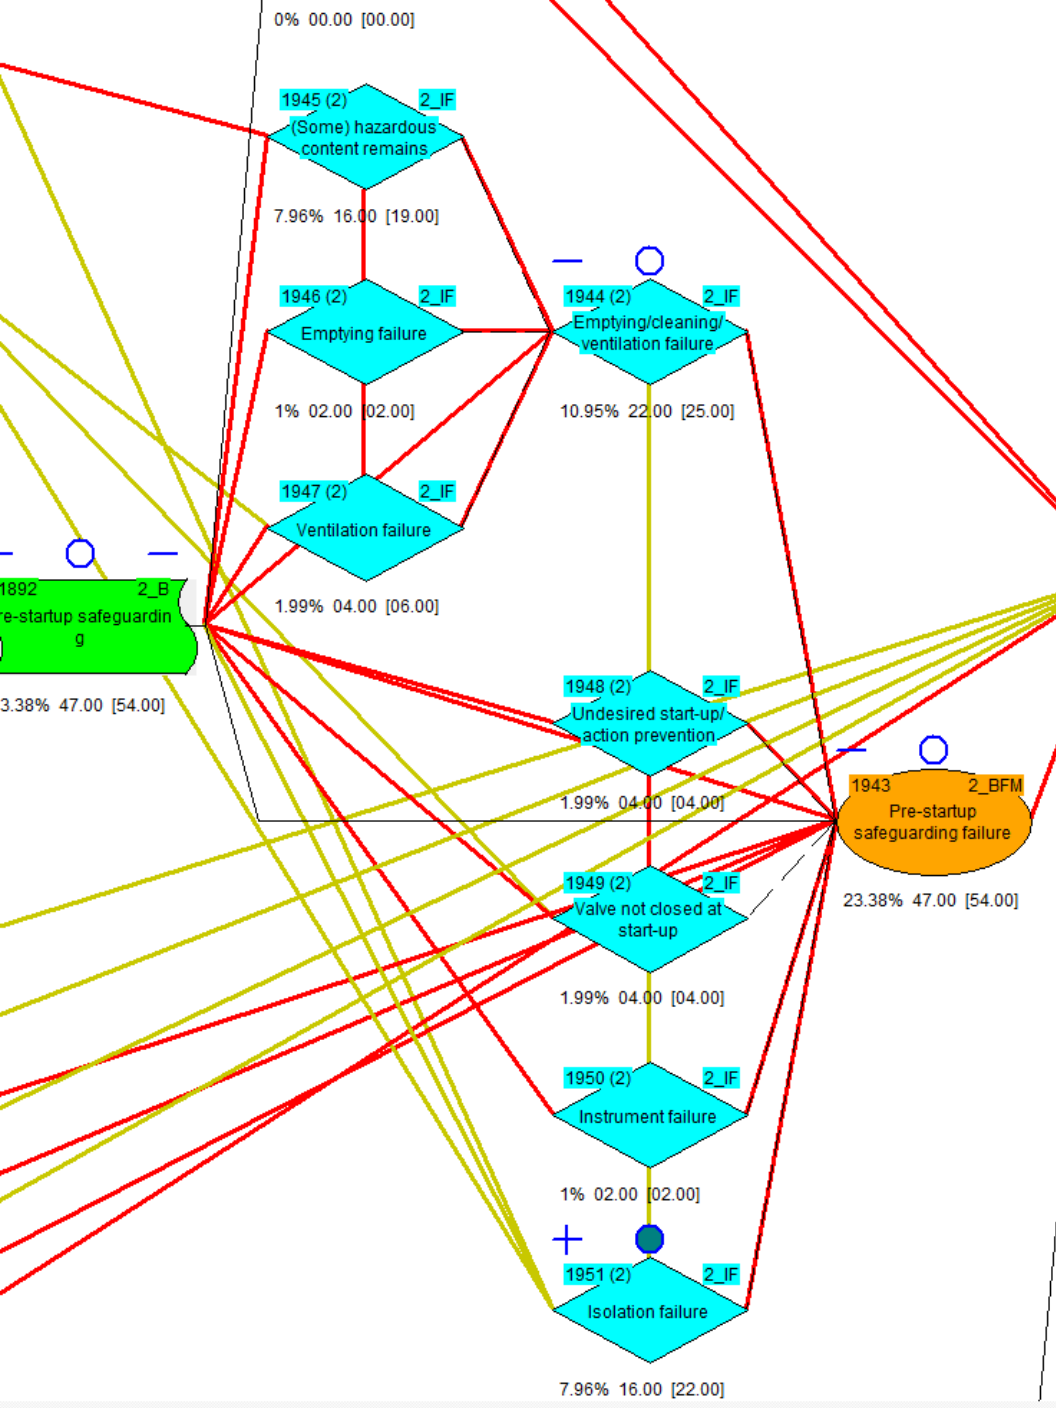 0% 00.00 [00.00]
1945 (2) 2_IF
(Some) hazardous
content remains
7.96% 16.00 [19.00]
1946 (2) 2_IF
Emptying failure
1% 02.00 [02.00]
1944 (2) 2_IF
Emptying/cleaning/
ventilation failure
10.95% 22.00 [25.00]
1947 (2) 2_IF
Ventilation failure
1.99% 04.00 [06.00]
1892 2_B
re-startup safeguardin
g
3.38% 47.00 [54.00]
1948 (2) 2_IF
Undesired start-up/
action prevention
1.99% 04.00 [04.00]
1943 2_BFM
Pre-startup
safeguarding failure
23.38% 47.00 [54.00]
1949 (2) 2_IF
Valve not closed at
start-up
1.99% 04.00 [04.00]
1950 (2) 2_IF
Instrument failure
1% 02.00 [02.00]
1951 (2) 2_IF
Isolation failure
7.96% 16.00 [22.00]